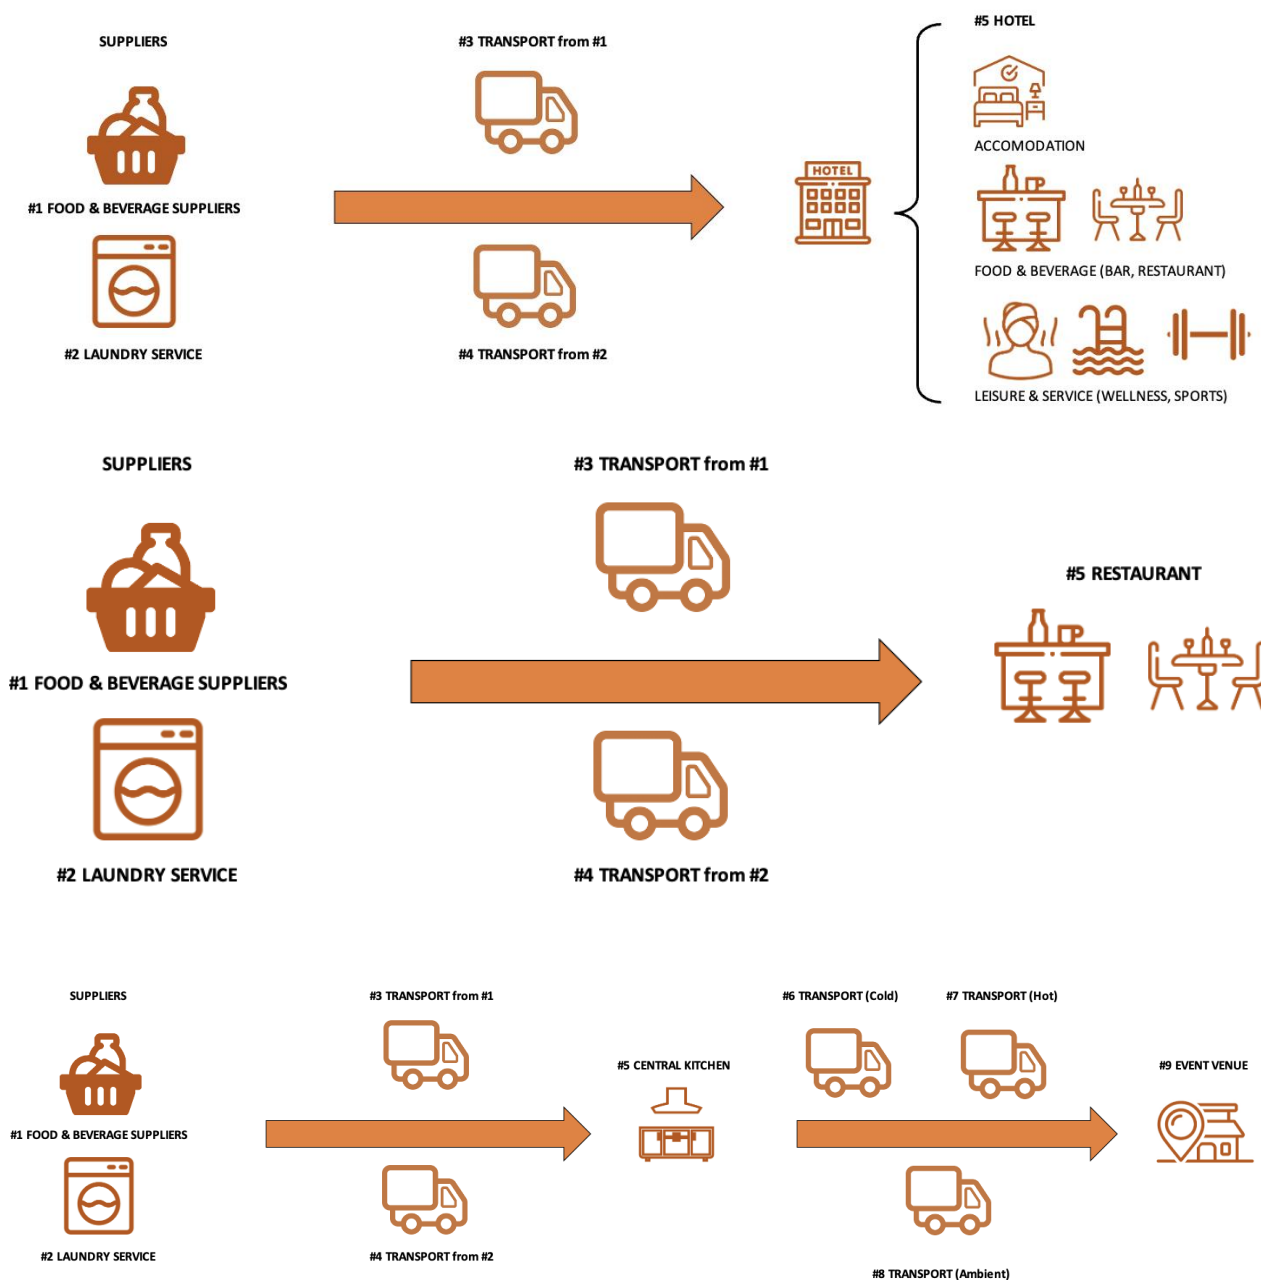 SUPPLIERS
#3 TRANSPORT from #1
#5 HOTEL
ACCOMODATION
HOTEL
#1 FOOD & BEVERAGE SUPPLIERS
FOOD & BEVERAGE (BAR, RESTAURANT)
#2 LAUNDRY SERVICE
#4 TRANSPORT from #2
LEISURE & SERVICE (WELLNESS, SPORTS)
SUPPLIERS
#3 TRANSPORT from #1
#5 RESTAURANT
#1 FOOD & BEVERAGE SUPPLIERS
#2 LAUNDRY SERVICE
#4 TRANSPORT from #2
SUPPLIERS
#3 TRANSPORT from #1
#6 TRANSPORT (Cold)
#7 TRANSPORT (Hot)
#5 CENTRAL KITCHEN
#9 EVENT VENUE
#1 FOOD & BEVERAGE SUPPLIERS
#2 LAUNDRY SERVICE
#4 TRANSPORT from #2
#8 TRANSPORT (Ambient)